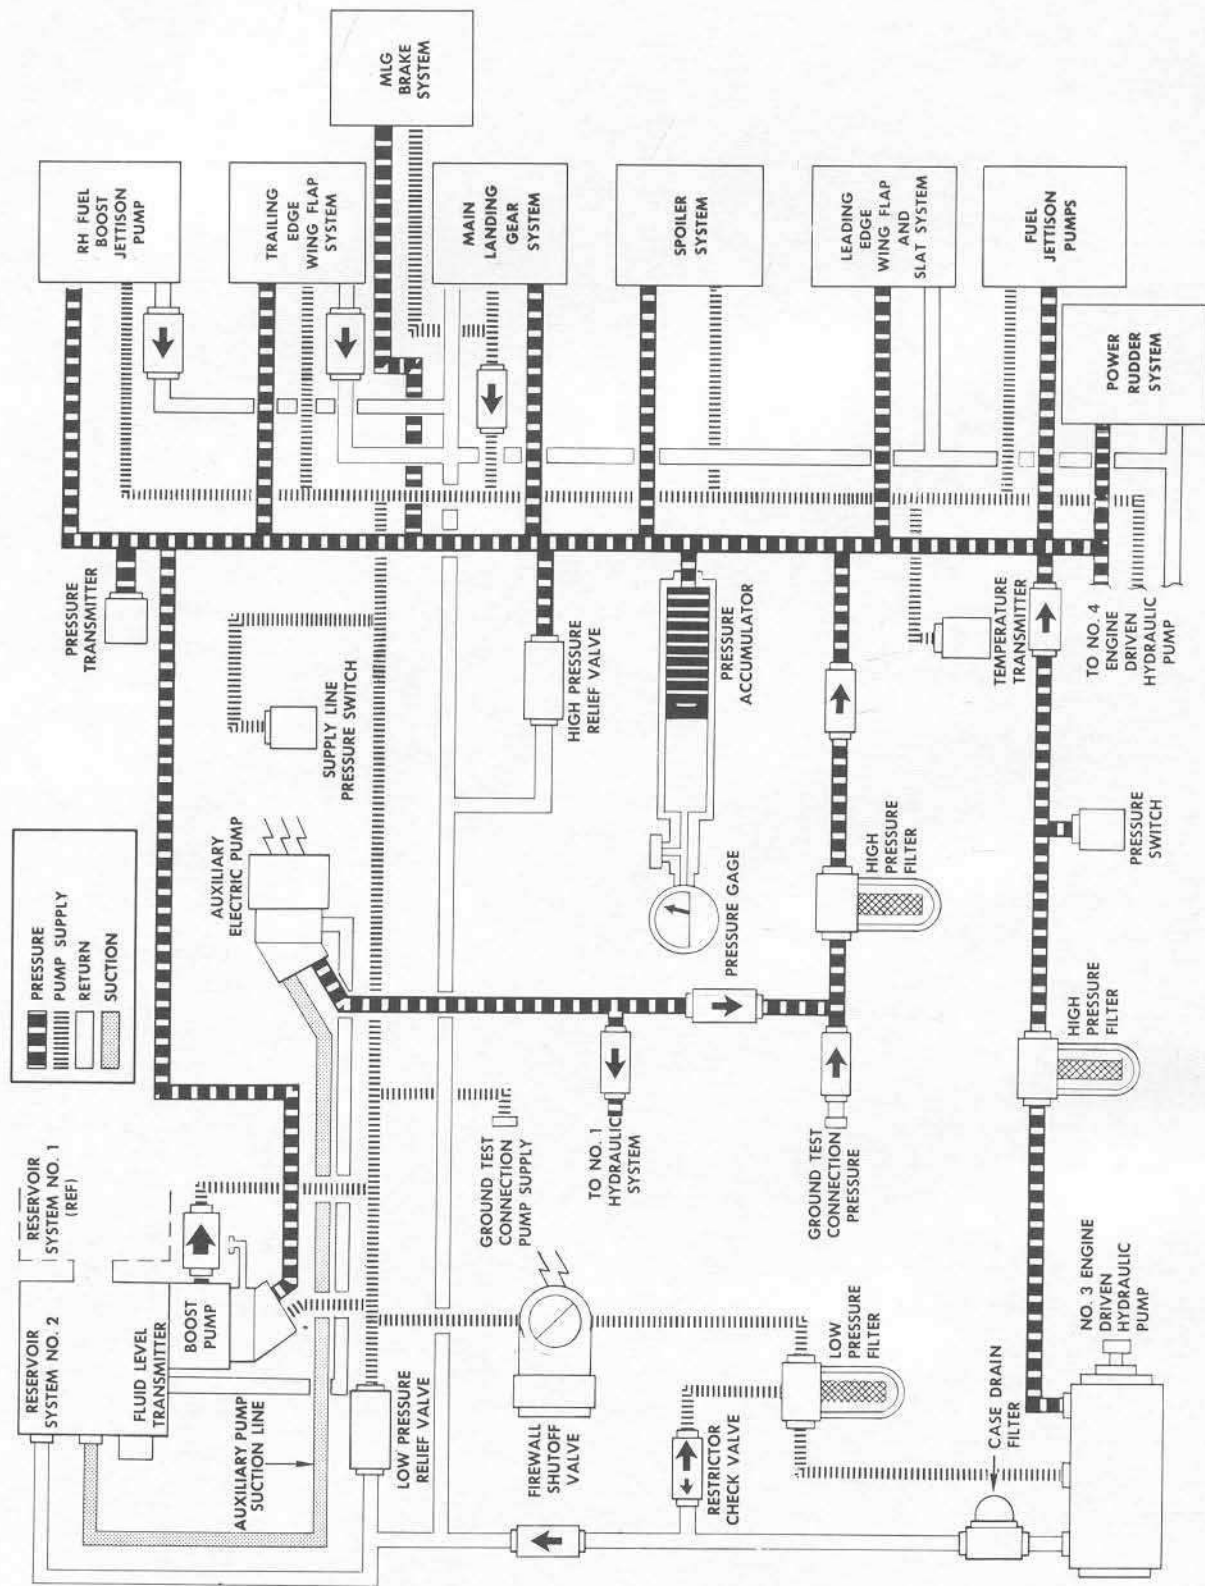 RH FUEL
BOOST
JETTISON
PUMP
TRAILING
EDGE
WING FLAP
SYSTEM
MLG
BRAKE
SYSTEM
MAIN
LANDING
GEAR
SYSTEM
SPOILER
SYSTEM
LEADING
EDGE
WING FLAP
AND
SLAT SYSTEM
FUEL
JETTISON
PUMPS
POWER
RUDDER
SYSTEM
PRESSURE
TRANSMITTER
SUPPLY LINE
PRESSURE SWITCH
HIGH PRESSURE
RELIEF VALVE
PRESSURE
ACCUMULATOR
TEMPERATURE
TRANSMITTER
TO NO. 4
ENGINE
DRIVEN
HYDRAULIC
PUMP
PRESSURE
PUMP SUPPLY
RETURN
SUCTION
AUXILIARY
ELECTRIC PUMP
PRESSURE GAGE
HIGH
PRESSURE
FILTER
PRESSURE
SWITCH
HIGH
PRESSURE
FILTER
RESERVOIR
SYSTEM NO. 1
(REF)
GROUND TEST
CONNECTION
PUMP SUPPLY
TO NO. 1
HYDRAULIC
SYSTEM
GROUND TEST
CONNECTION
PRESSURE
RESERVOIR
SYSTEM NO. 2
FLUID LEVEL
TRANSMITTER
BOOST
PUMP
AUXILIARY PUMP
SUCTION LINE
LOW PRESSURE
RELIEF VALVE
FIREWALL
SHUTOFF
VALVE
LOW
PRESSURE
FILTER
RESTRICTOR
CHECK VALVE
CASE DRAIN
FILTER
NO. 3 ENGINE
DRIVEN
HYDRAULIC
PUMP